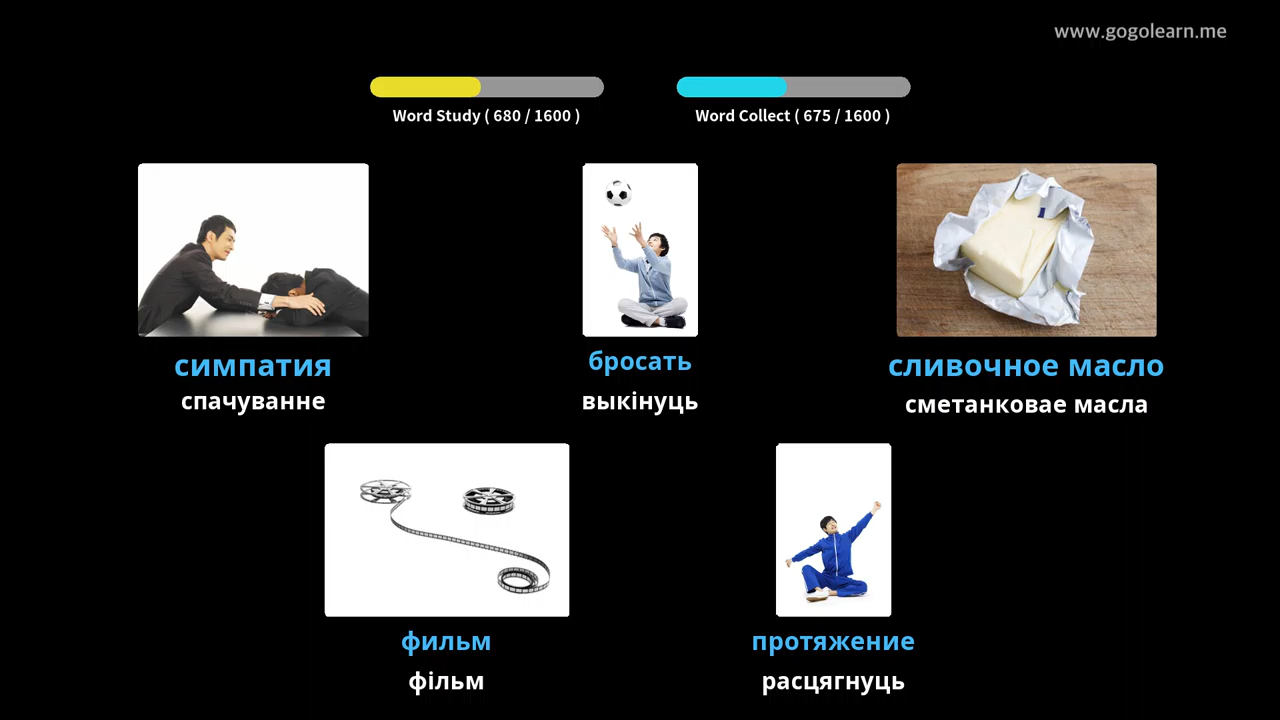 www.gogolearn.me
Word Study ( 680 / 1600 )
Word Collect ( 675 / 1600 )
симпатия
спачуванне
бросать
выкінуць
сливочное масло
сметанковае масла
фильм
фільм
протяжение
расцягнуць